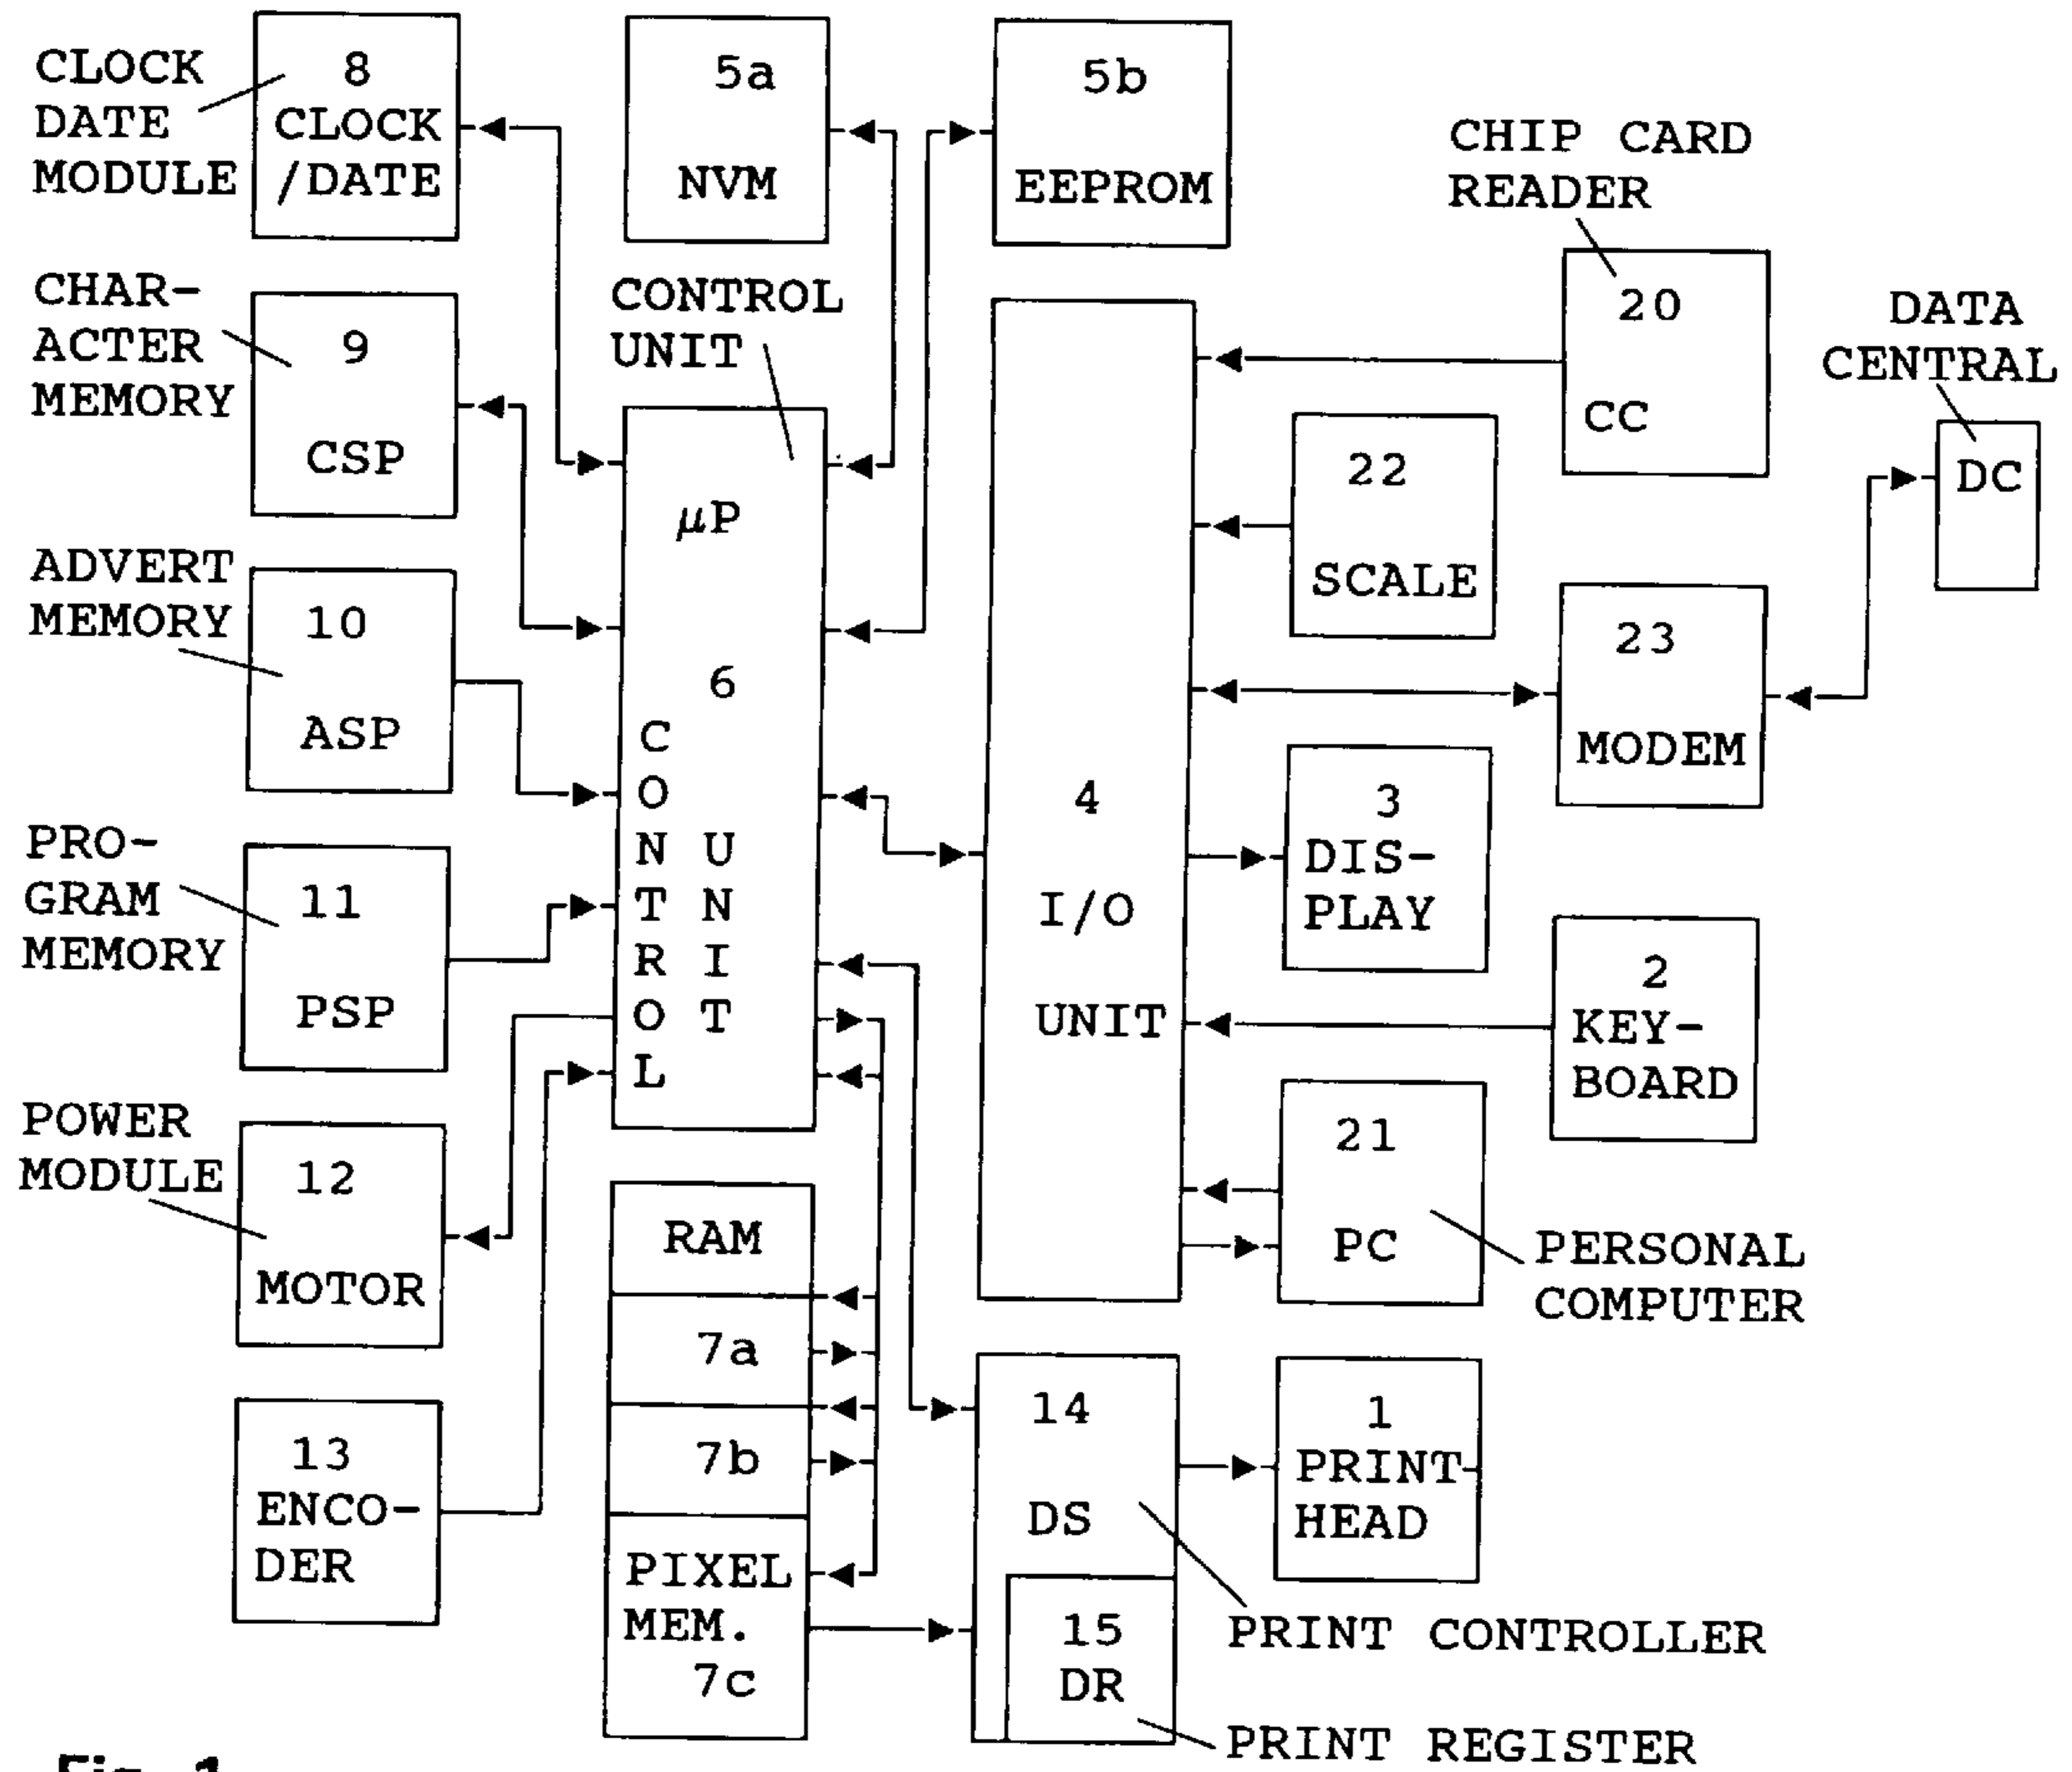 CLOCK
DATE
MODULE
8
CLOCK
/DATE
5a
NVM
5b
EEPROM
CHIP CARD
READER
20
CC
DATA
CENTRAL
DC
CHAR-
ACTER
MEMORY
9
CSP
CONTROL
UNIT
μP
6
CONTROL
UNIT
22
SCALE
ADVERT
MEMORY
10
ASP
23
MODEM
4
I/O
UNIT
3
DIS-
PLAY
PRO-
GRAM
MEMORY
11
PSP
2
KEY-
BOARD
POWER
MODULE
12
MOTOR
21
PC
PERSONAL
COMPUTER
RAM
7a
7b
PIXEL
MEM.
7c
13
ENCO-
DER
14
DS
15
DR
1
PRINT
HEAD
PRINT CONTROLLER
PRINT REGISTER
Fig. 1